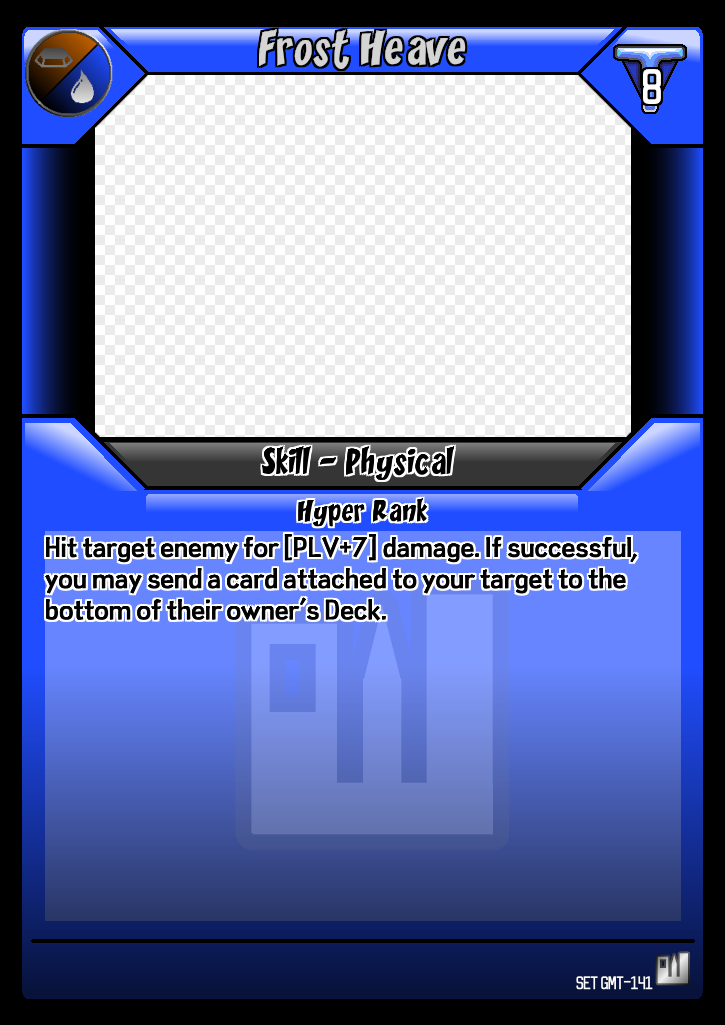 Frost Heave
8
Skill - Physical
Hyper Rank
Hit target enemy for [PLV+7] damage. If successful,
you may send a card attached to your target to the
bottom of their owner's Deck.
SET GMT-141